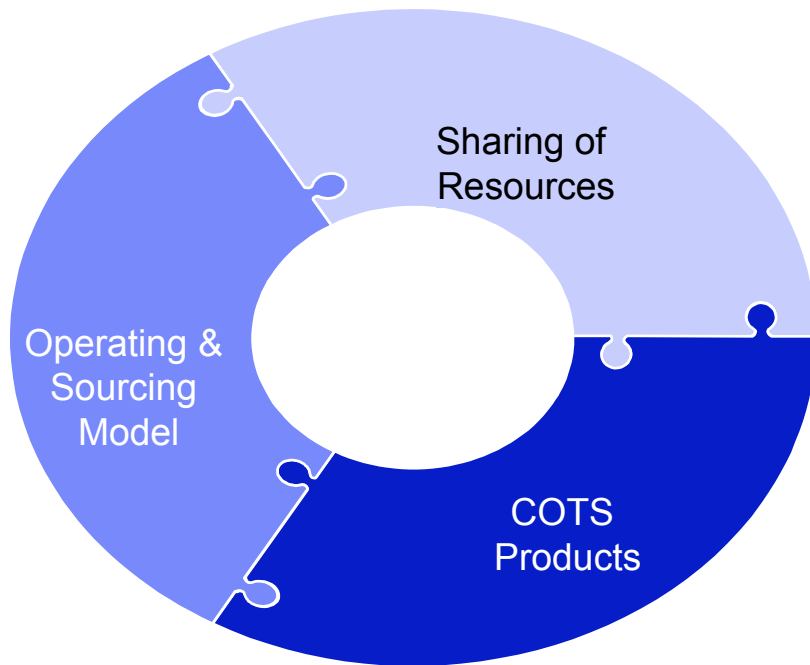 Sharing of
Resources
Operating &
Sourcing
Model
COTS
Products